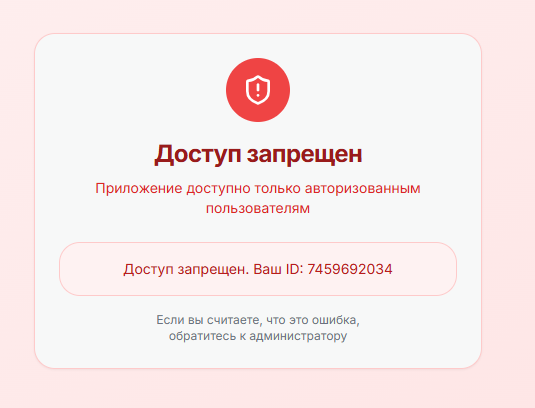 Доступ запрещен
Приложение доступно только авторизованным
пользователям
Доступ запрещен. Ваш ID: 7459692034
Если вы считаете, что это ошибка,
обратитесь к администратору